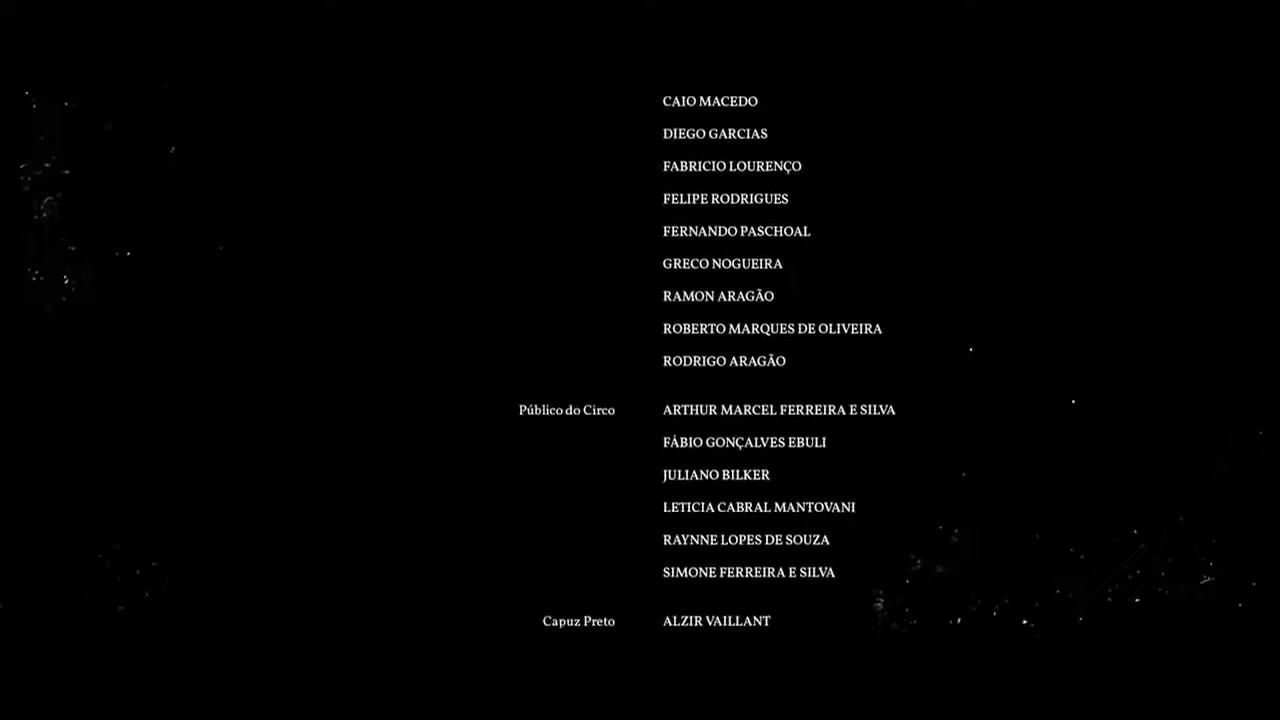 CAIO MACEDO
DIEGO GARCIAS
FABRICIO LOURENÇO
FELIPE RODRIGUES
FERNANDO PASCHOAL
GRECO NOGUEIRA
RAMON ARAGÃO
ROBERTO MARQUES DE OLIVEIRA
RODRIGO ARAGÃO
Público do Circo ARTHUR MARCEL FERREIRA E SILVA
FÁBIO GONÇALVES EBULI
JULIANO BILKER
LETICIA CABRAL MANTOVANI
RAYNNE LOPES DE SOUZA
SIMONE FERREIRA E SILVA
Capuz Preto ALZIR VAILLANT